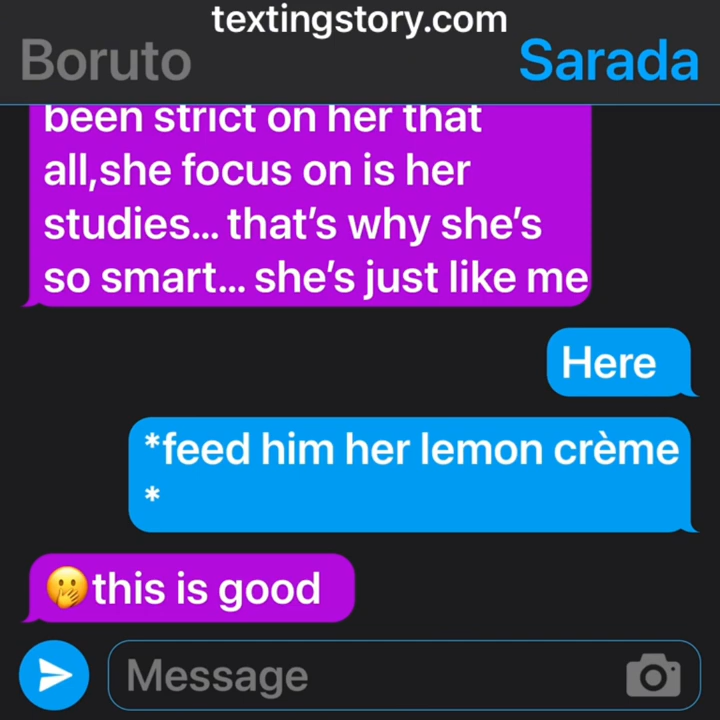 textingstory.com
Boruto
Sarada
been strict on her that
all,she focus on is her
studies... that's why she's
so smart... she's just like me
Here
*feed him her lemon crème
*
🤭this is good
Message